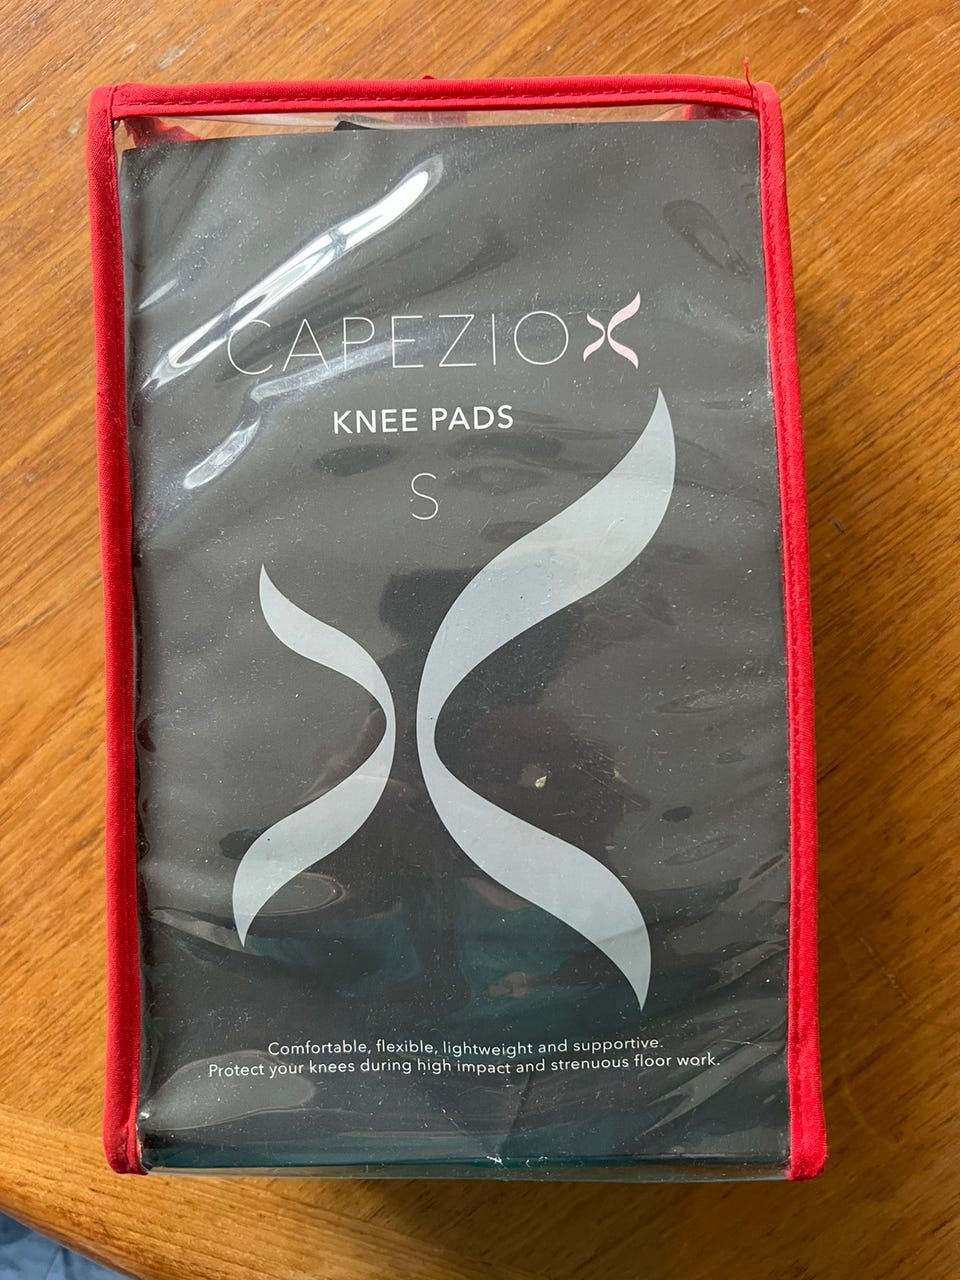 CAPEZIO
KNEE PADS
S
Comfortable, flexible, lightweight and supportive.
Protect your knees during high impact and strenuous floor work.